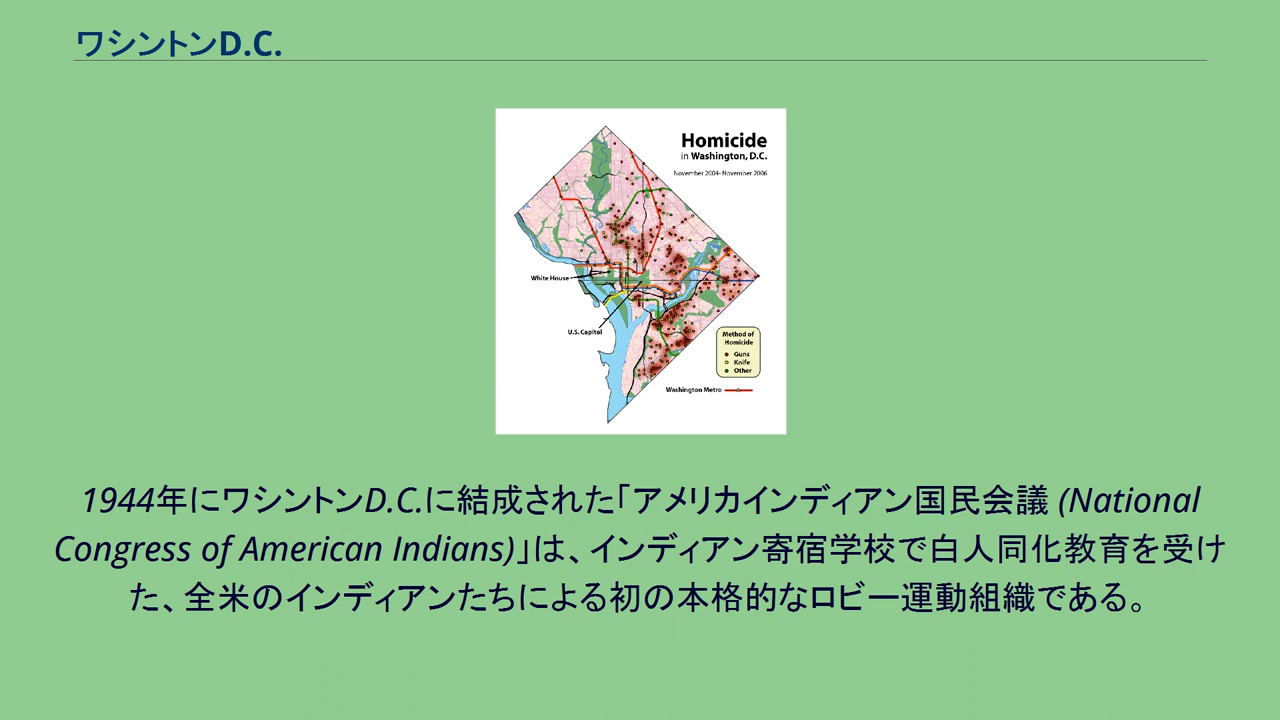 ワシントンD.C.
Homicide
in Washington, D.C.
November 2004- November 2006
White House
U.S. Capitol
Method of
Homicide
Guns
Knife
Other
Washington Metro
1944年にワシントンD.C.に結成された「アメリカインディアン国民会議 (National
Congress of American Indians)」は、インディアン寄宿学校で白人同化教育を受け
た、全米のインディアンたちによる初の本格的なロビー運動組織である。